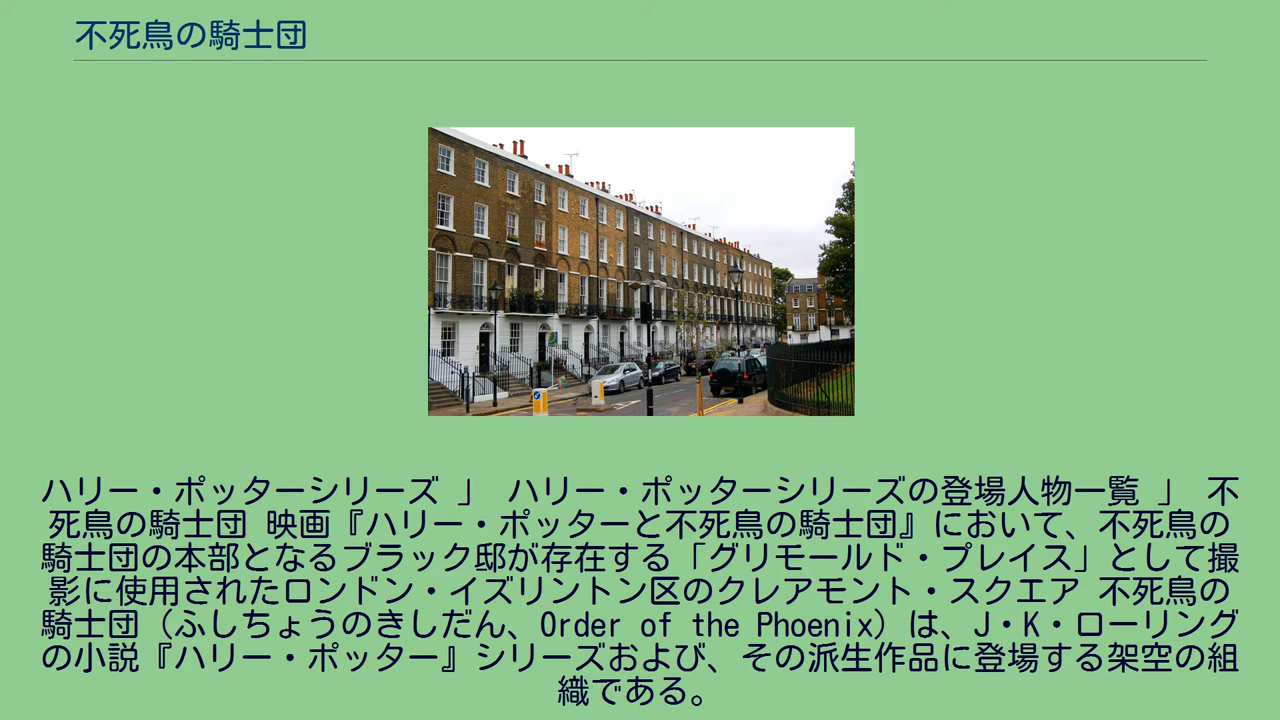 不死鳥の騎士団
ハリー・ポッターシリーズ 」 ハリー・ポッターシリーズの登場人物一覧 」 不
死鳥の騎士団 映画『ハリー・ポッターと不死鳥の騎士団』において、不死鳥の
騎士団の本部となるブラック邸が存在する「グリモールド・プレイス」として撮
影に使用されたロンドン・イズリントン区のクレアモント・スクエア 不死鳥の
騎士団（ふしちょうのきしだん、Order of the Phoenix）は、J・K・ローリング
の小説『ハリー・ポッター』シリーズおよび、その派生作品に登場する架空の組
織である。